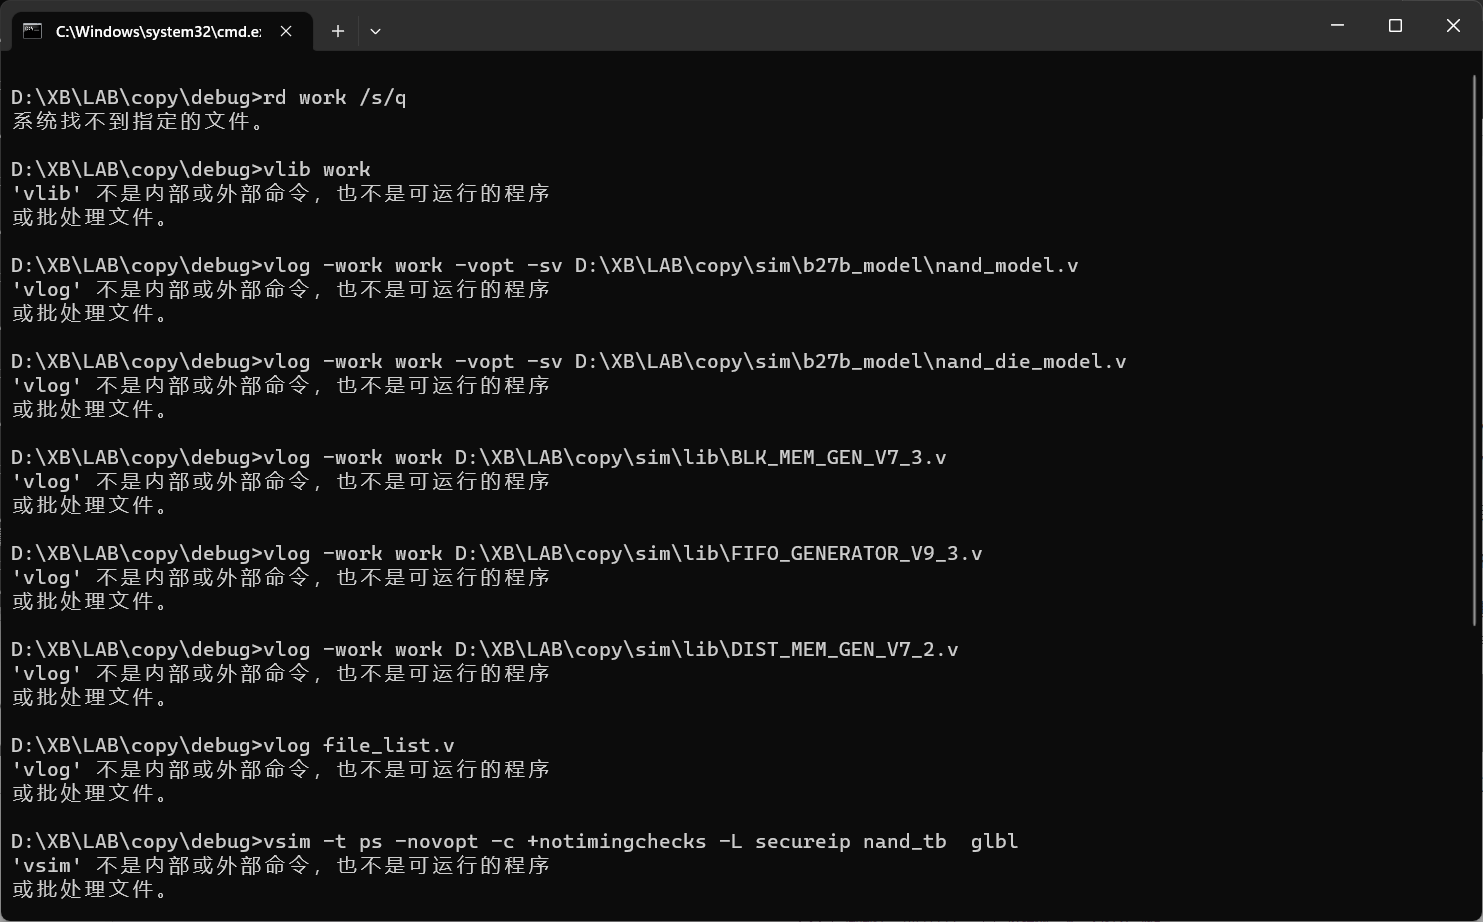 C:\Windows\system32\cmd.e:
D:\XB\LAB\copy\debug>rd work /s/q
系统找不到指定的文件。
D:\XB\LAB\copy\debug>vlib work
'vlib' 不是内部或外部命令，也不是可运行的程序
或批处理文件。
D:\XB\LAB\copy\debug>vlog -work work -vopt -sv D:\XB\LAB\copy\sim\b27b_model\nand_model.v
'vlog' 不是内部或外部命令，也不是可运行的程序
或批处理文件。
D:\XB\LAB\copy\debug>vlog -work work -vopt -sv D:\XB\LAB\copy\sim\b27b_model\nand_die_model.v
'vlog' 不是内部或外部命令，也不是可运行的程序
或批处理文件。
D:\XB\LAB\copy\debug>vlog -work work D:\XB\LAB\copy\sim\lib\BLK_MEM_GEN_V7_3.v
'vlog' 不是内部或外部命令，也不是可运行的程序
或批处理文件。
D:\XB\LAB\copy\debug>vlog -work work D:\XB\LAB\copy\sim\lib\FIFO_GENERATOR_V9_3.v
'vlog' 不是内部或外部命令，也不是可运行的程序
或批处理文件。
D:\XB\LAB\copy\debug>vlog -work work D:\XB\LAB\copy\sim\lib\DIST_MEM_GEN_V7_2.v
'vlog' 不是内部或外部命令，也不是可运行的程序
或批处理文件。
D:\XB\LAB\copy\debug>vlog file_list.v
'vlog' 不是内部或外部命令，也不是可运行的程序
或批处理文件。
D:\XB\LAB\copy\debug>vsim -t ps -novopt -c +notimingchecks -L secureip nand_tb  glbl
'vsim' 不是内部或外部命令，也不是可运行的程序
或批处理文件。